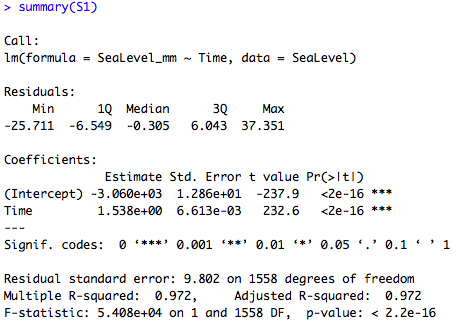 > summary(S1)
Call:
lm(formula = SeaLevel_mm ~ Time, data = SeaLevel)
Residuals:
    Min      1Q  Median      3Q     Max
-25.711  -6.549  -0.305   6.043  37.351
Coefficients:
              Estimate Std. Error t value Pr(>|t|)
(Intercept) -3.060e+03  1.286e+01  -237.9   <2e-16 ***
Time         1.538e+00  6.613e-03   232.6   <2e-16 ***
---
Signif. codes:  0 ‘***’ 0.001 ‘**’ 0.01 ‘*’ 0.05 ‘.’ 0.1 ‘ ’ 1
Residual standard error: 9.802 on 1558 degrees of freedom
Multiple R-squared:  0.972,	Adjusted R-squared:  0.972
F-statistic: 5.408e+04 on 1 and 1558 DF,  p-value: < 2.2e-16